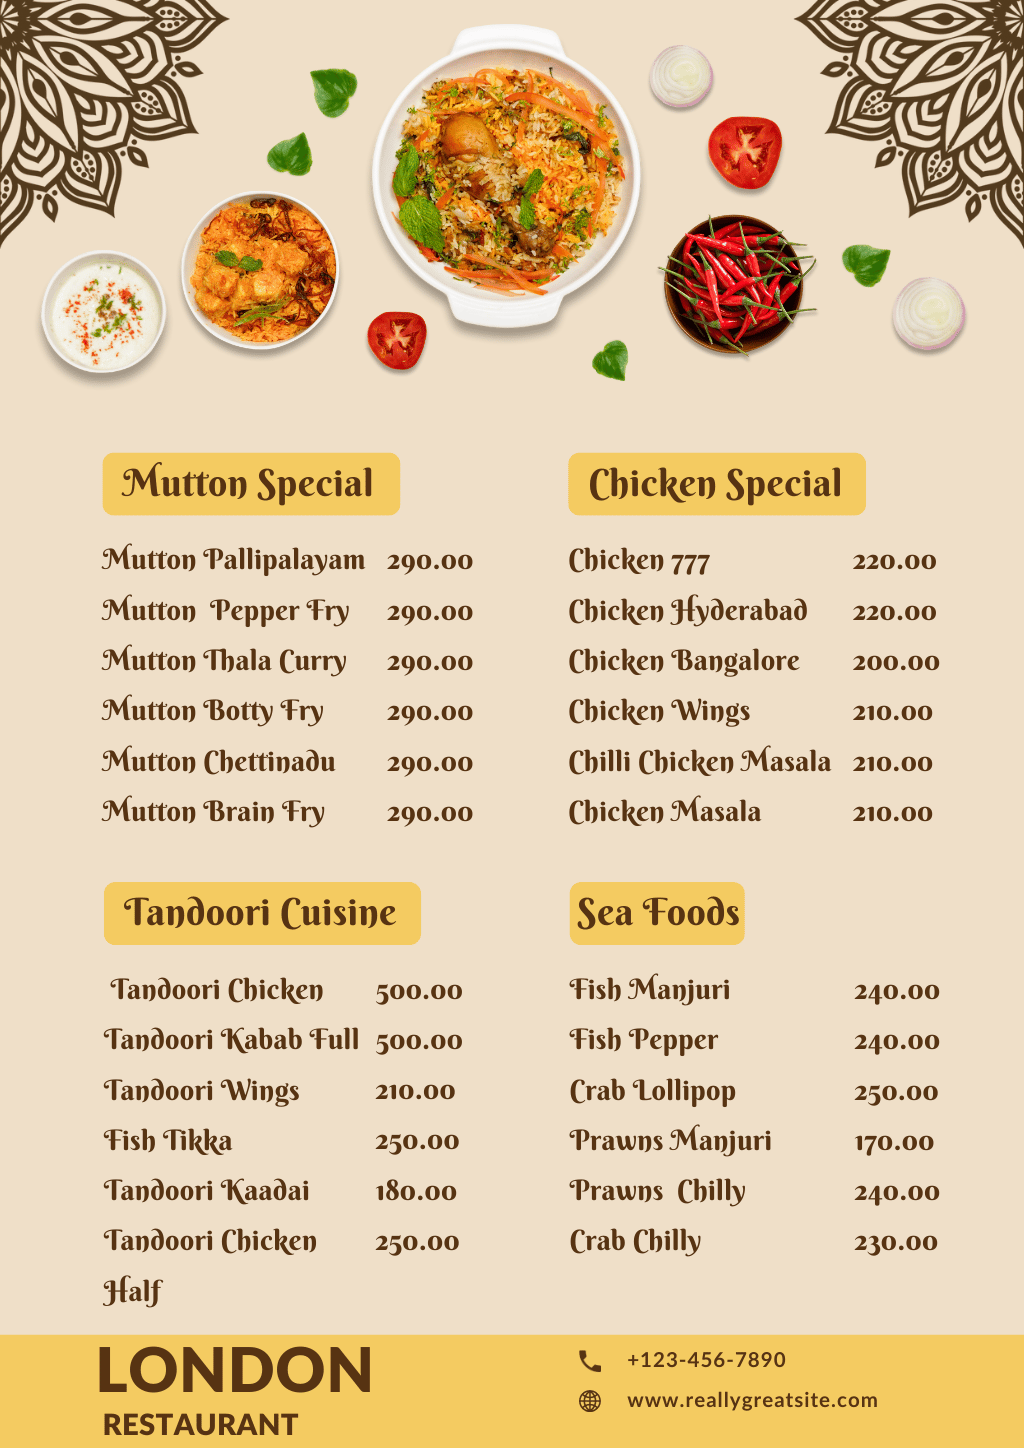 Mutton Special
Mutton Pallipalayam 290.00
Mutton Pepper Fry 290.00
Mutton Thala Curry 290.00
Mutton Botty Fry 290.00
Mutton Chettinadu 290.00
Mutton Brain Fry 290.00
Chicken Special
Chicken 777 220.00
Chicken Hyderabad 220.00
Chicken Bangalore 200.00
Chicken Wings 210.00
Chilli Chicken Masala 210.00
Chicken Masala 210.00
Tandoori Cuisine
Tandoori Chicken 500.00
Tandoori Kabab Full 500.00
Tandoori Wings 210.00
Fish Tikka 250.00
Tandoori Kaadai 180.00
Tandoori Chicken 250.00
Half
Sea Foods
Fish Manjuri 240.00
Fish Pepper 240.00
Crab Lollipop 250.00
Prawns Manjuri 170.00
Prawns Chilly 240.00
Crab Chilly 230.00
LONDON
RESTAURANT
+123-456-7890
www.reallygreatsite.com